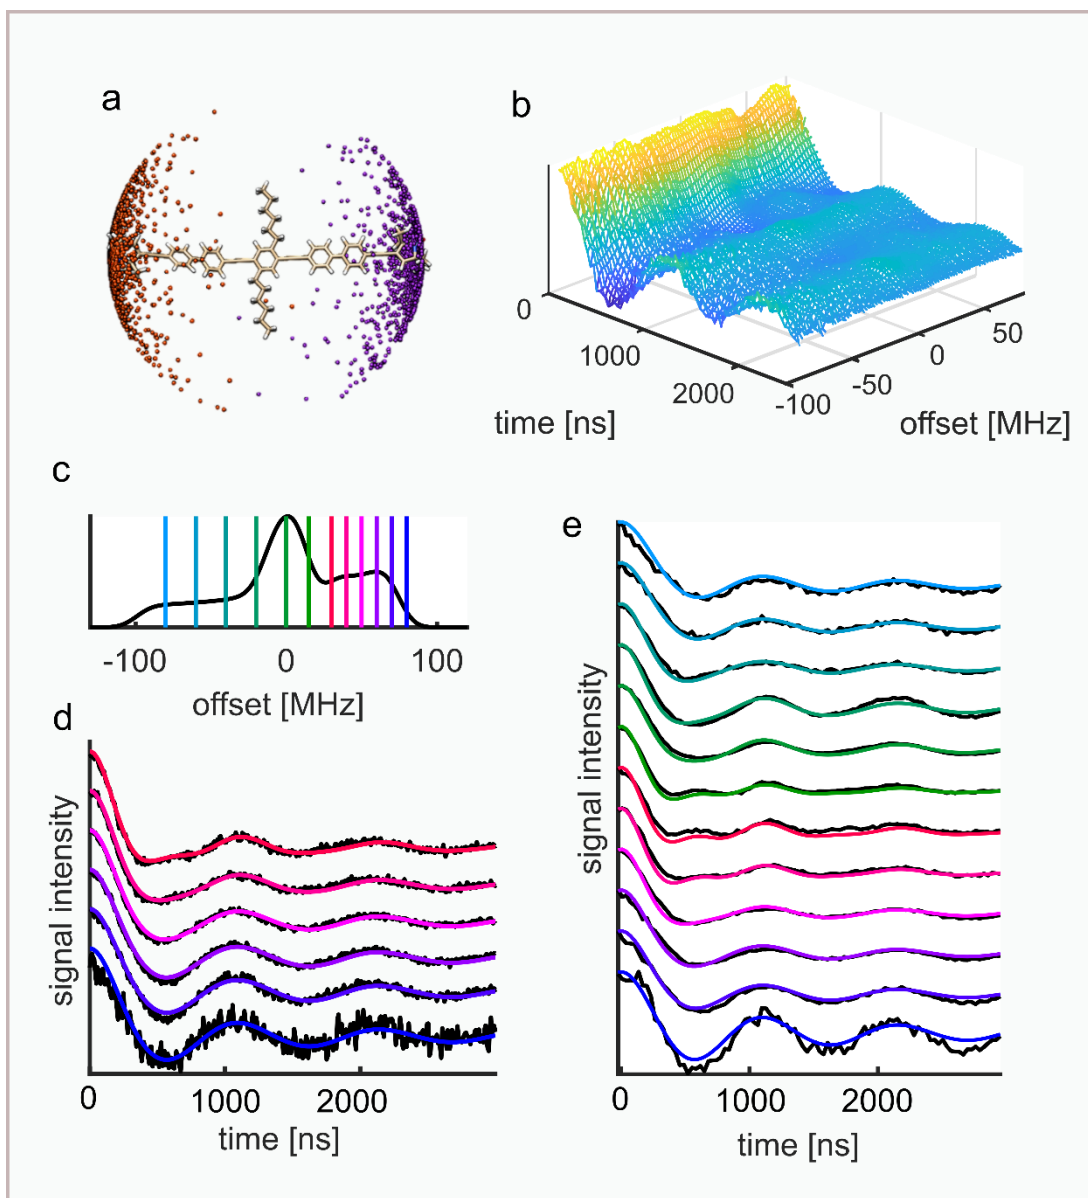 a
b
0
1000
2000
-100
-50
0
50
time [ns]
offset [MHz]
c
-100
0
100
offset [MHz]
d
signal intensity
0
1000
2000
time [ns]
e
signal intensity
0
1000
2000
time [ns]